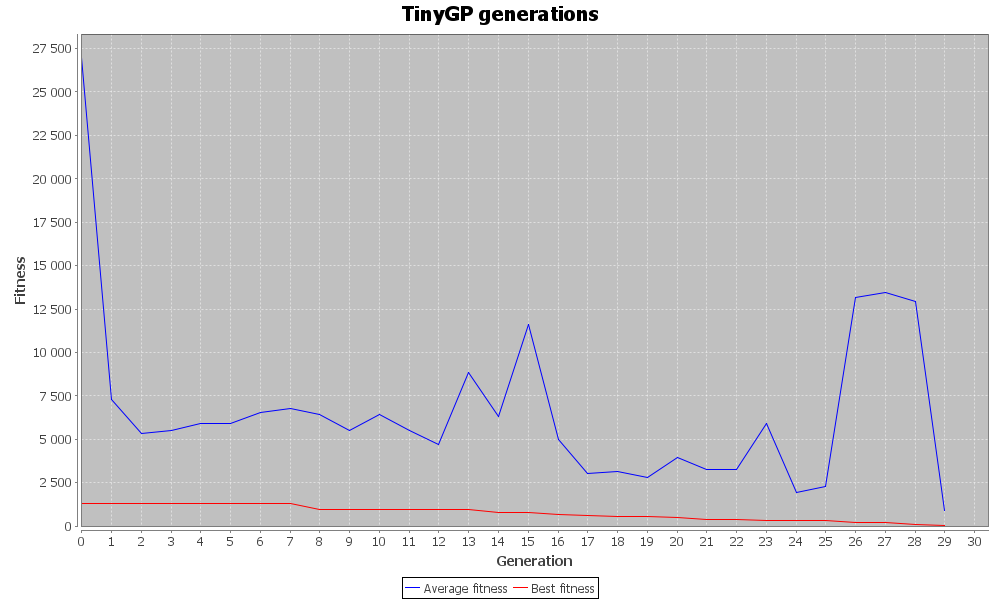 TinyGP generations
27 500
25 000
22 500
20 000
17 500
15 000
12 500
10 000
7 500
5 000
2 500
0
Fitness
0 1 2 3 4 5 6 7 8 9 10 11 12 13 14 15 16 17 18 19 20 21 22 23 24 25 26 27 28 29 30
Generation
Average fitness Best fitness